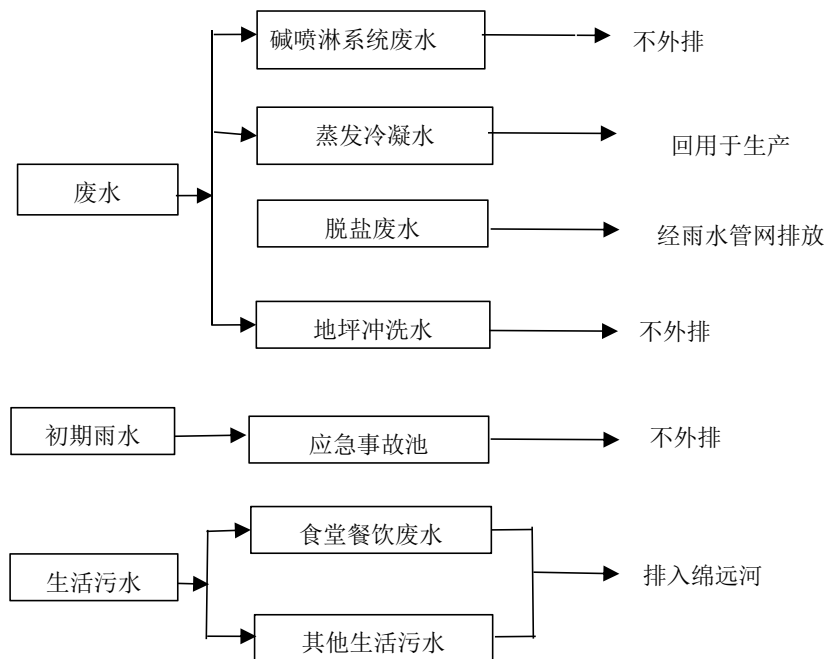 碱喷淋系统废水
不外排
蒸发冷凝水
回用于生产
废水
脱盐废水
经雨水管网排放
地坪冲洗水
不外排
初期雨水
应急事故池
不外排
食堂餐饮废水
生活污水
排入绵远河
其他生活污水